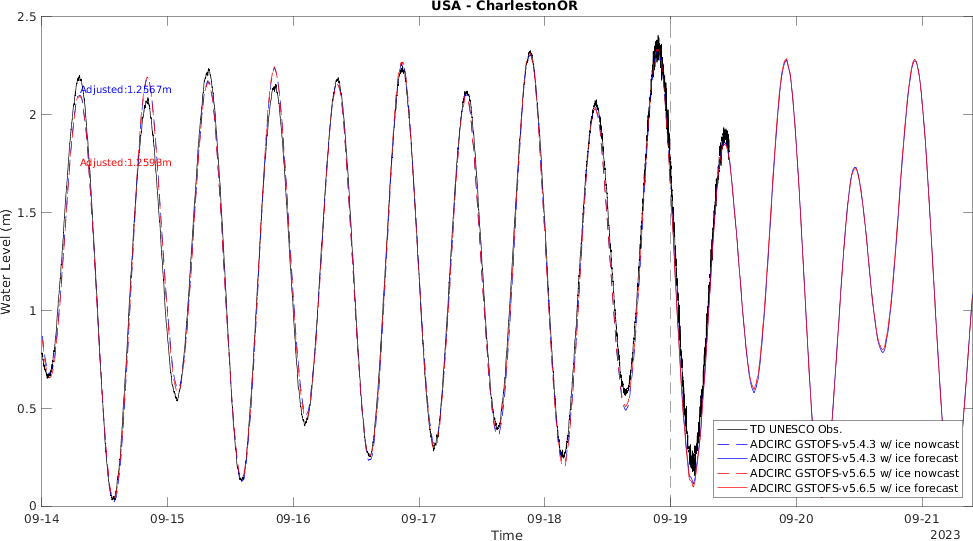 USA - CharlestonOR
2.5
2
1.5
1
0.5
0
Water Level (m)
Adjusted:1.2567m
Adjusted:1.2593m
TD UNESCO Obs.
ADCIRC GSTOFS-v5.4.3 w/ ice nowcast
ADCIRC GSTOFS-v5.4.3 w/ ice forecast
ADCIRC GSTOFS-v5.6.5 w/ ice nowcast
ADCIRC GSTOFS-v5.6.5 w/ ice forecast
09-14 09-15 09-16 09-17 09-18 09-19 09-20 09-21
Time
2023